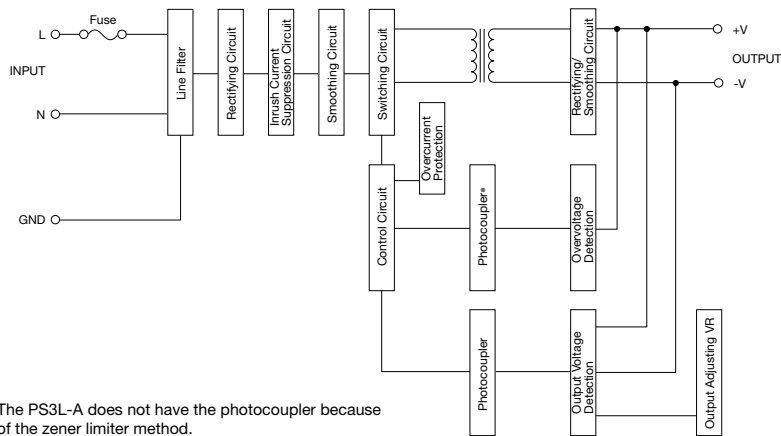 Fuse
L
INPUT
N
GND
Line Filter
Rectifying Circuit
Inrush Current
Suppression Circuit
Smoothing Circuit
Switching Circuit
Rectifying/
Smoothing Circuit
+V
OUTPUT
-V
Overcurrent
Protection
Control Circuit
Photocoupler*
Overvoltage
Detection
Photocoupler
Output Voltage
Detection
Output Adjusting VR
The PS3L-A does not have the photocoupler because
of the zener limiter method.